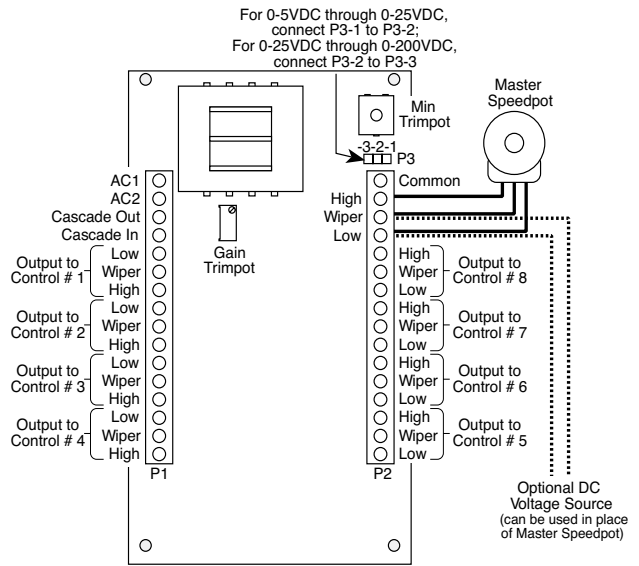 For 0-5VDC through 0-25VDC,
connect P3-1 to P3-2;
For 0-25VDC through 0-200VDC,
connect P3-2 to P3-3
Master
Speedpot
Min
Trimpot
-3-2-1
P3
AC1
AC2
Cascade Out
Cascade In
Gain
Trimpot
Common
High
Wiper
Low
Output to
Control # 1
Low
Wiper
High
Output to
Control # 2
Low
Wiper
High
Output to
Control # 3
Low
Wiper
High
Output to
Control # 4
Low
Wiper
High
P1
High
Wiper
Low
Output to
Control # 8
High
Wiper
Low
Output to
Control # 7
High
Wiper
Low
Output to
Control # 6
High
Wiper
Low
Output to
Control # 5
P2
Optional DC
Voltage Source
(can be used in place
of Master Speedpot)